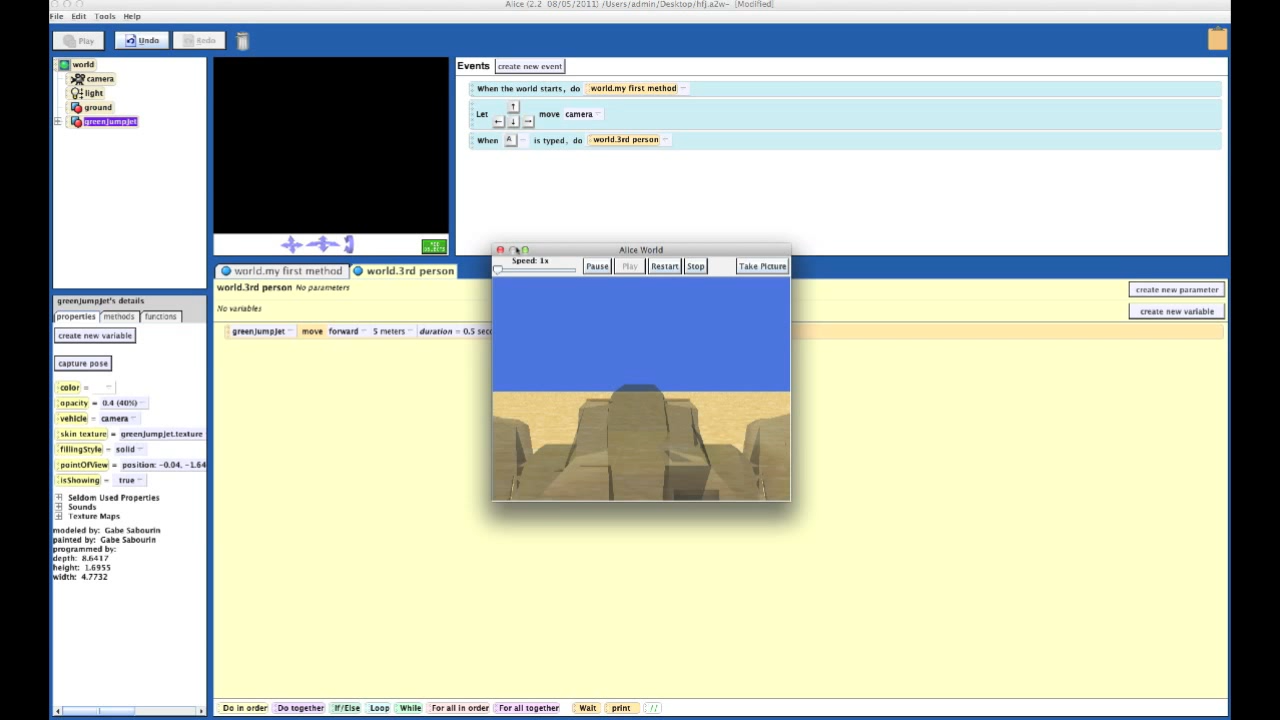 Alice (2.2 08/05/2011) /Users/admin/Desktop/hfj.a2w- [Modified]
File Edit Tools Help
Play Undo Redo
world
camera
light
ground
greenJumpJet
Events create new event
When the world starts, do world.my first method
Let move camera
When A is typed, do world.3rd person
ADD OBJECTS
greenJumpJet's details
properties methods functions
create new variable
capture pose
color =
opacity = 0.4 (40%)
vehicle = camera
skin texture = greenJumpJet.texture
fillingStyle = solid
pointOfView = position: -0.04, -1.64
isShowing = true
Seldom Used Properties
Sounds
Texture Maps
modeled by: Gabe Sabourin
painted by: Gabe Sabourin
programmed by:
depth: 8.6417
height: 1.6955
width: 4.7732
world.my first method world.3rd person
world.3rd person No parameters
create new parameter
No variables
create new variable
greenJumpJet move forward 5 meters duration = 0.5 seco
Alice World
Speed: 1x
Pause Play Restart Stop Take Picture
Do in order Do together If/Else Loop While For all in order For all together Wait print //